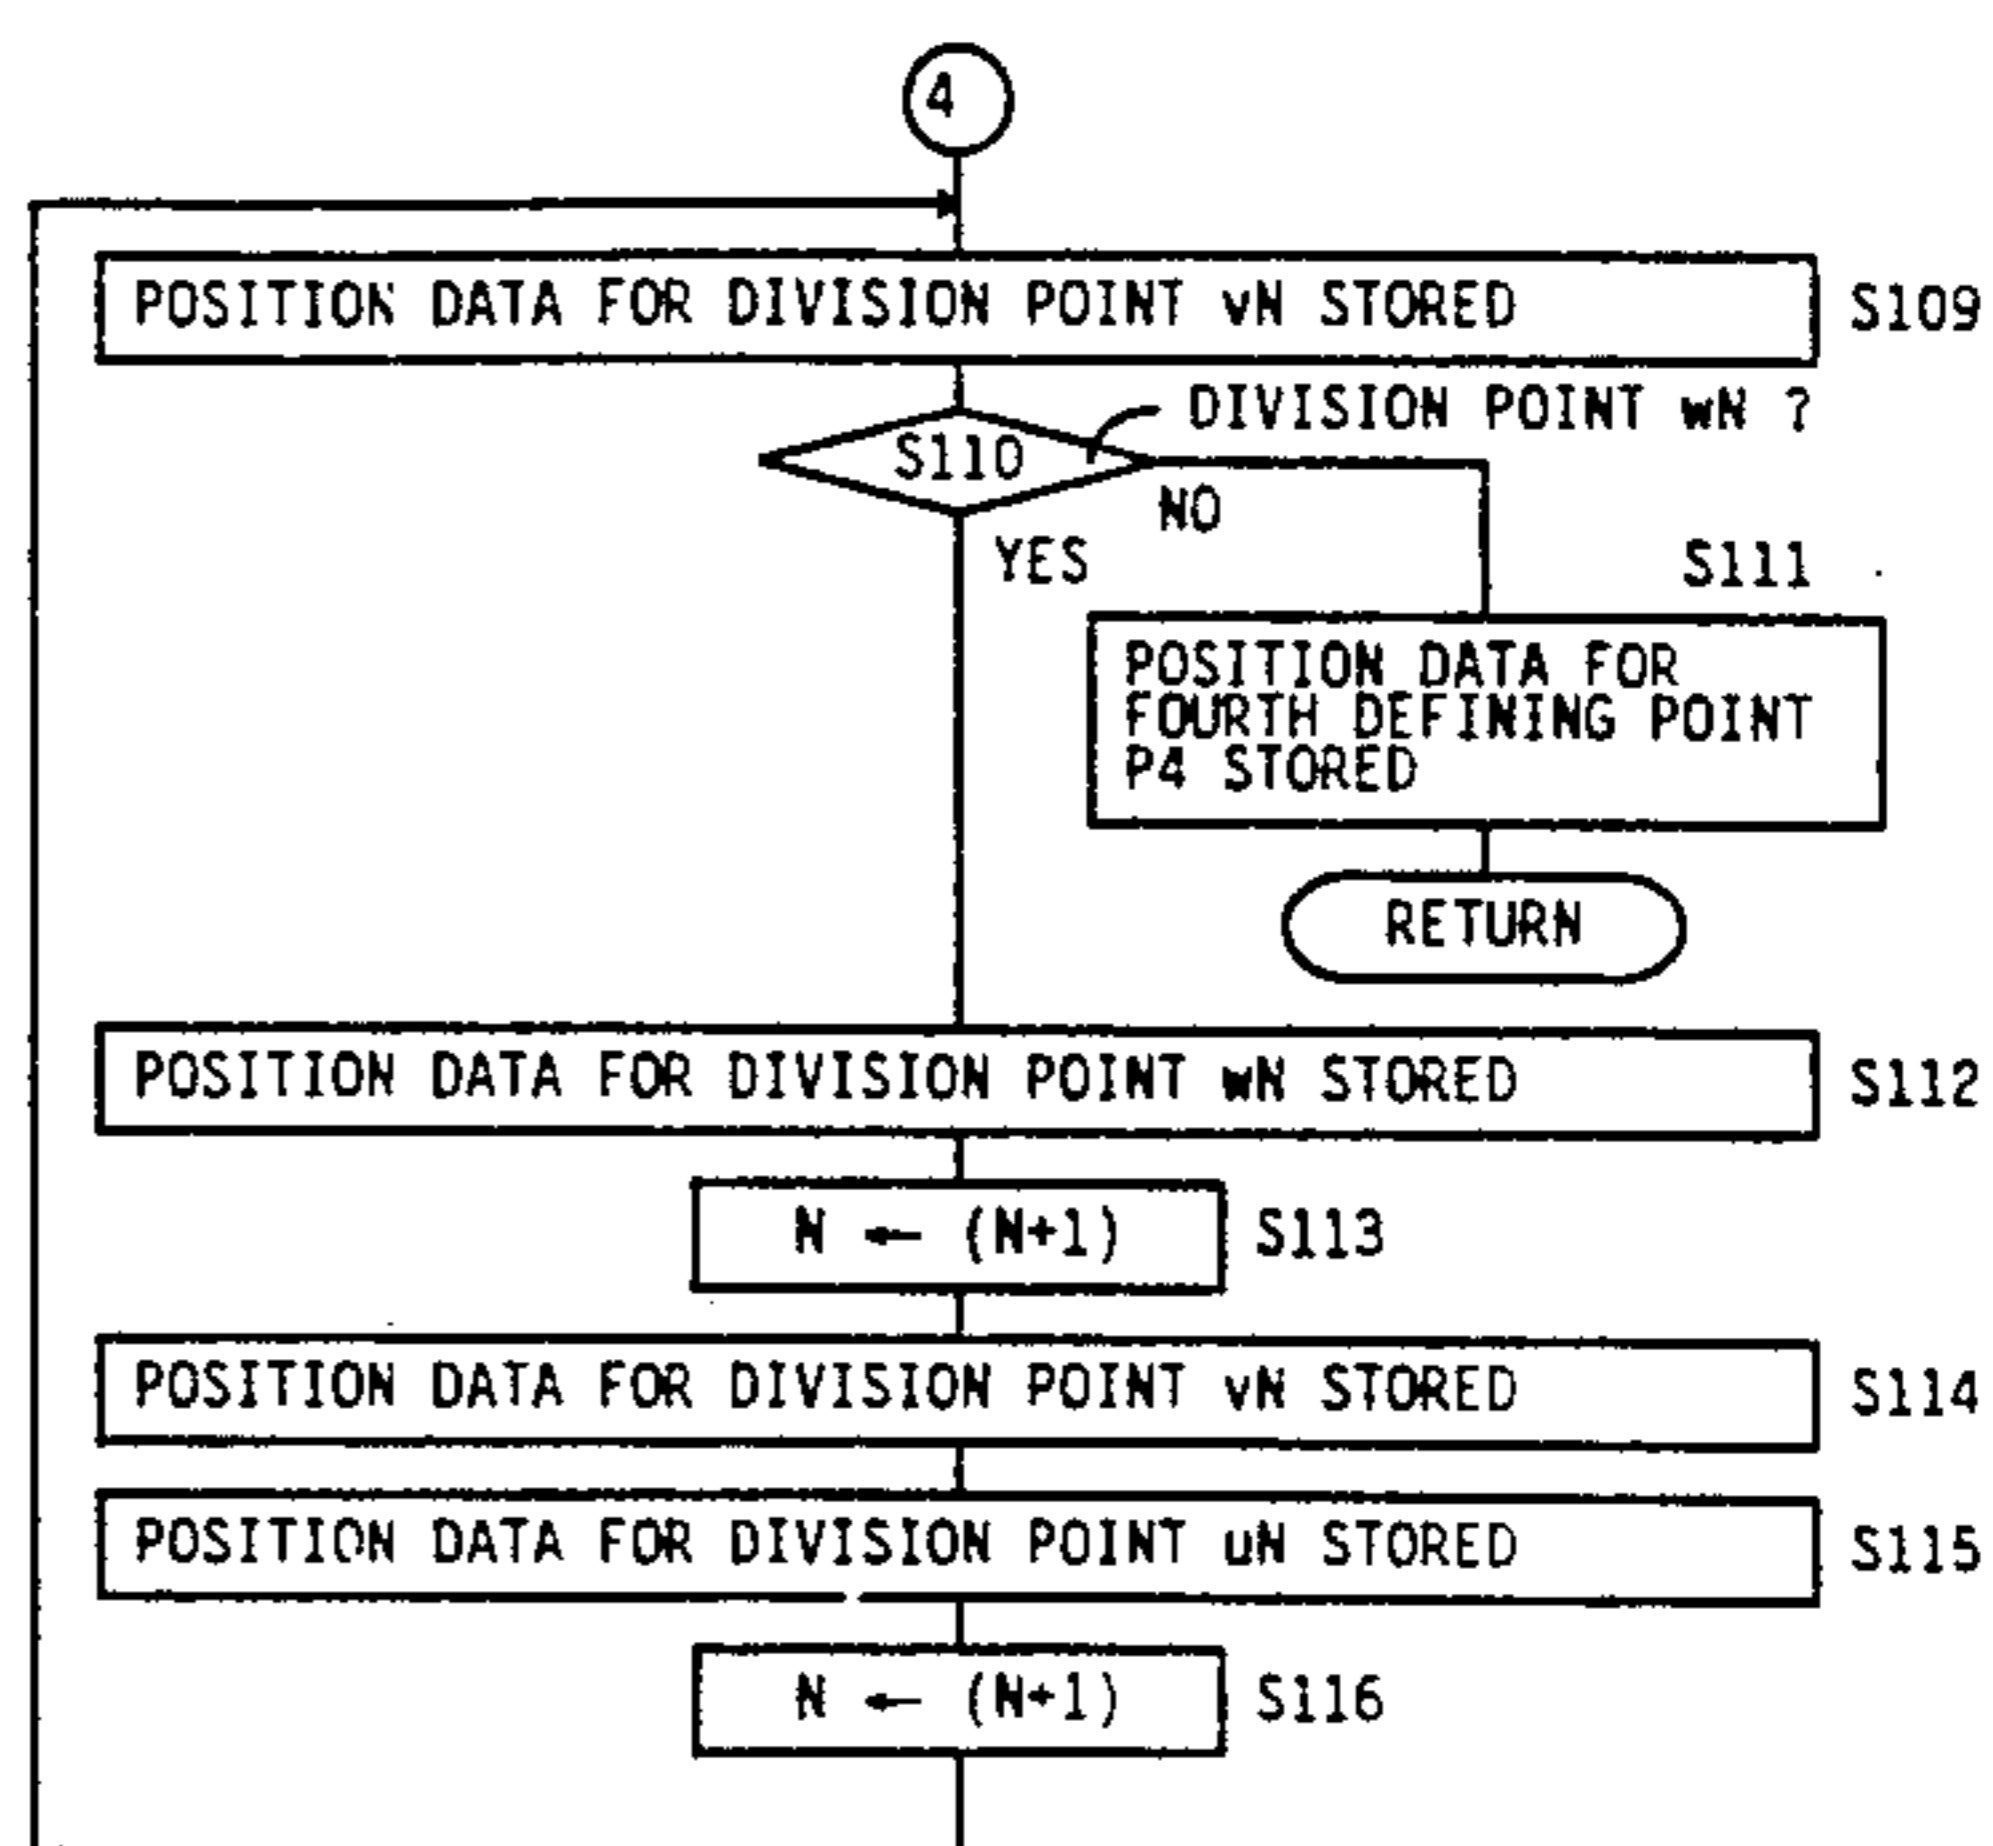 4
POSITION DATA FOR DIVISION POINT vN STORED
S109
DIVISION POINT wN ?
S110
NO
YES
S111
POSITION DATA FOR
FOURTH DEFINING POINT
P4 STORED
RETURN
POSITION DATA FOR DIVISION POINT wN STORED
S112
N ← (N+1)
S113
POSITION DATA FOR DIVISION POINT vN STORED
S114
POSITION DATA FOR DIVISION POINT uN STORED
S115
N ← (N+1)
S116